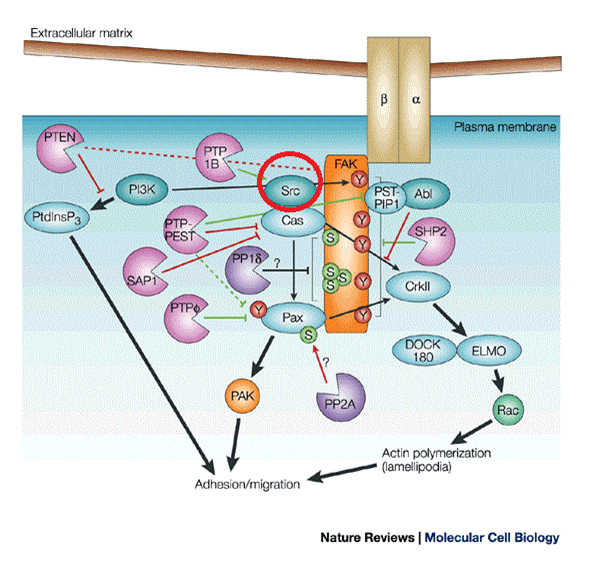 Extracellular matrix
β
α
Plasma membrane
PTEN
PTP
1B
FAK
Y
Src
PI3K
PST-
PIP1
Abl
PtdInsP3
PTP-
PEST
Cas
Y
S
Y
SHP2
SAP1
PP1δ
?
S
S
S
Y
CrkII
PTPφ
Y
Pax
Y
S
DOCK
180
ELMO
?
PAK
PP2A
Rac
Actin polymerization
(lamellipodia)
Adhesion/migration
Nature Reviews | Molecular Cell Biology